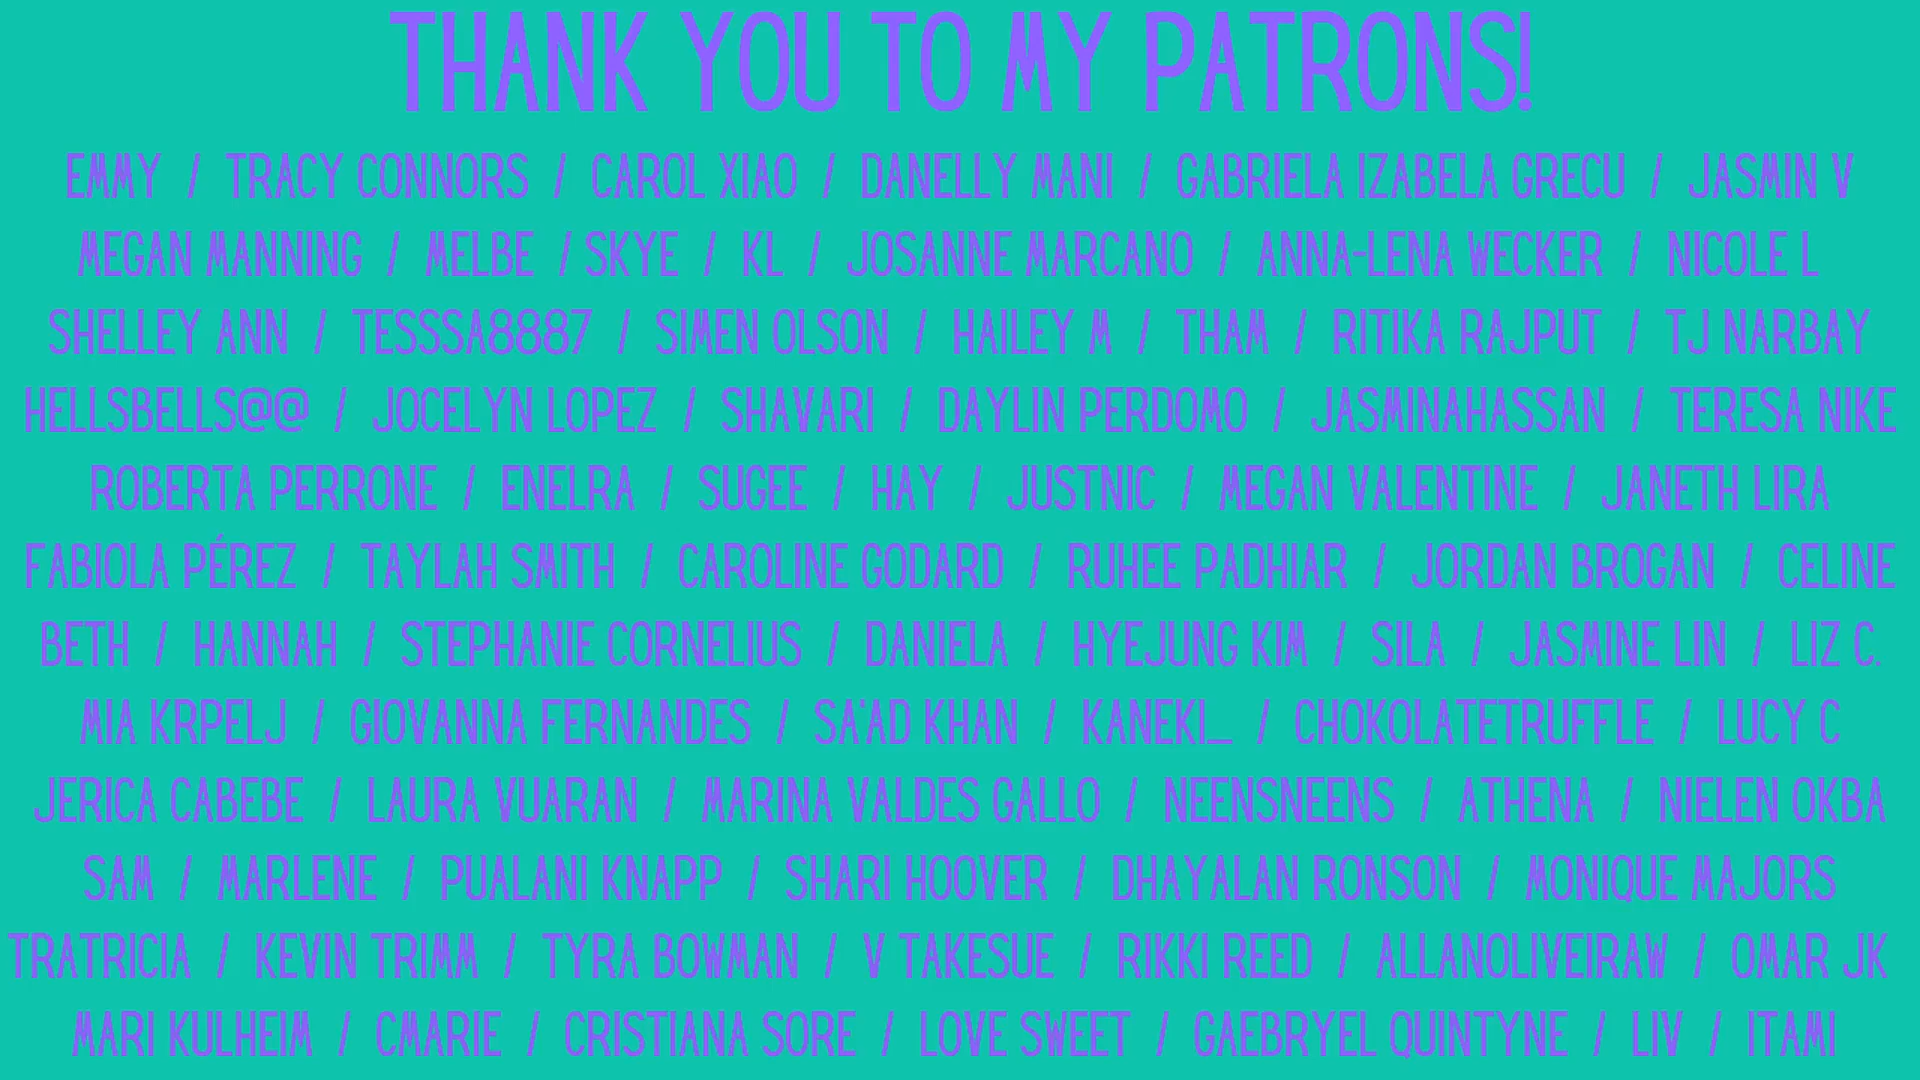 THANK YOU TO MY PATRONS!
EMMY / TRACY CONNORS / CAROL XIAO / DANELLY MANI / GABRIELA IZABELA GRECU / JASMIN V
MEGAN MANNING / MELBE / SKYE / KL / JOSANNE MARCANO / ANNA-LENA WECKER / NICOLE L
SHELLEY ANN / TESSSA8887 / SIMEN OLSON / HAILEY M / THAM / RITIKA RAJPUT / TJ NARBAY
HELLSBELLS@@ / JOCELYN LOPEZ / SHAVARI / DAYLIN PERDOMO / JASMINAHASSAN / TERESA NIKE
ROBERTA PERRONE / ENELRA / SUGEE / HAY / JUSTNIC / MEGAN VALENTINE / JANETH LIRA
FABIOLA PÉREZ / TAYLAH SMITH / CAROLINE GODARD / RUHEE PADHIAR / JORDAN BROGAN / CELINE
BETH / HANNAH / STEPHANIE CORNELIUS / DANIELA / HYEJUNG KIM / SILA / JASMINE LIN / LIZ C.
MIA KRPELJ / GIOVANNA FERNANDES / SA'AD KHAN / KANEKI_ / CHOKOLATETRUFFLE / LUCY C
JERICA CABEBE / LAURA VUARAN / MARINA VALDES GALLO / NEENSNEENS / ATHENA / NIELEN OKBA
SAM / MARLENE / PUALANI KNAPP / SHARI HOOVER / DHAYALAN RONSON / MONIQUE MAJORS
TRATRICIA / KEVIN TRIMM / TYRA BOWMAN / V TAKESUE / RIKKI REED / ALLANOLIVEIRAW / OMAR JK
MARI KULHEIM / CMARIE / CRISTIANA SORE / LOVE SWEET / GAEBRYEL QUINTYNE / LIV / ITAMI